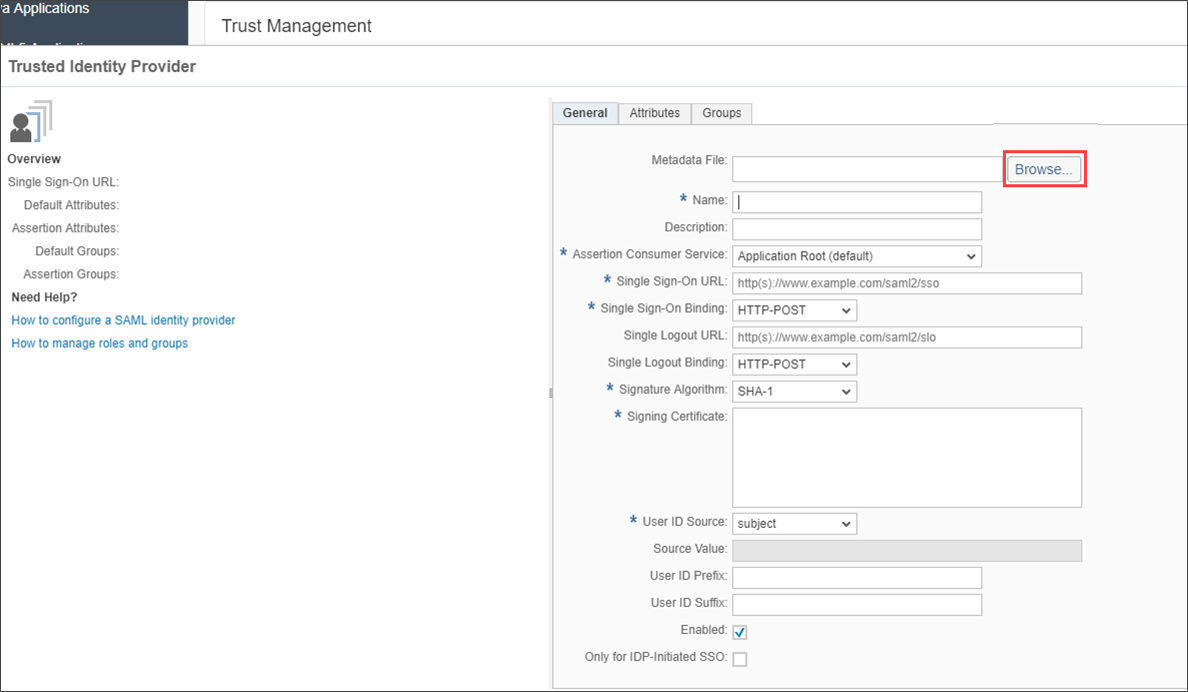 a Applications
Trust Management
Trusted Identity Provider
Overview
Single Sign-On URL:
Default Attributes:
Assertion Attributes:
Default Groups:
Assertion Groups:
Need Help?
How to configure a SAML identity provider
How to manage roles and groups
General Attributes Groups
Metadata File: Browse...
* Name:
Description:
* Assertion Consumer Service: Application Root (default)
* Single Sign-On URL: http(s)://www.example.com/saml2/sso
* Single Sign-On Binding: HTTP-POST
Single Logout URL: http(s)://www.example.com/saml2/slo
Single Logout Binding: HTTP-POST
* Signature Algorithm: SHA-1
* Signing Certificate:
* User ID Source: subject
Source Value:
User ID Prefix:
User ID Suffix:
Enabled:
Only for IDP-Initiated SSO: